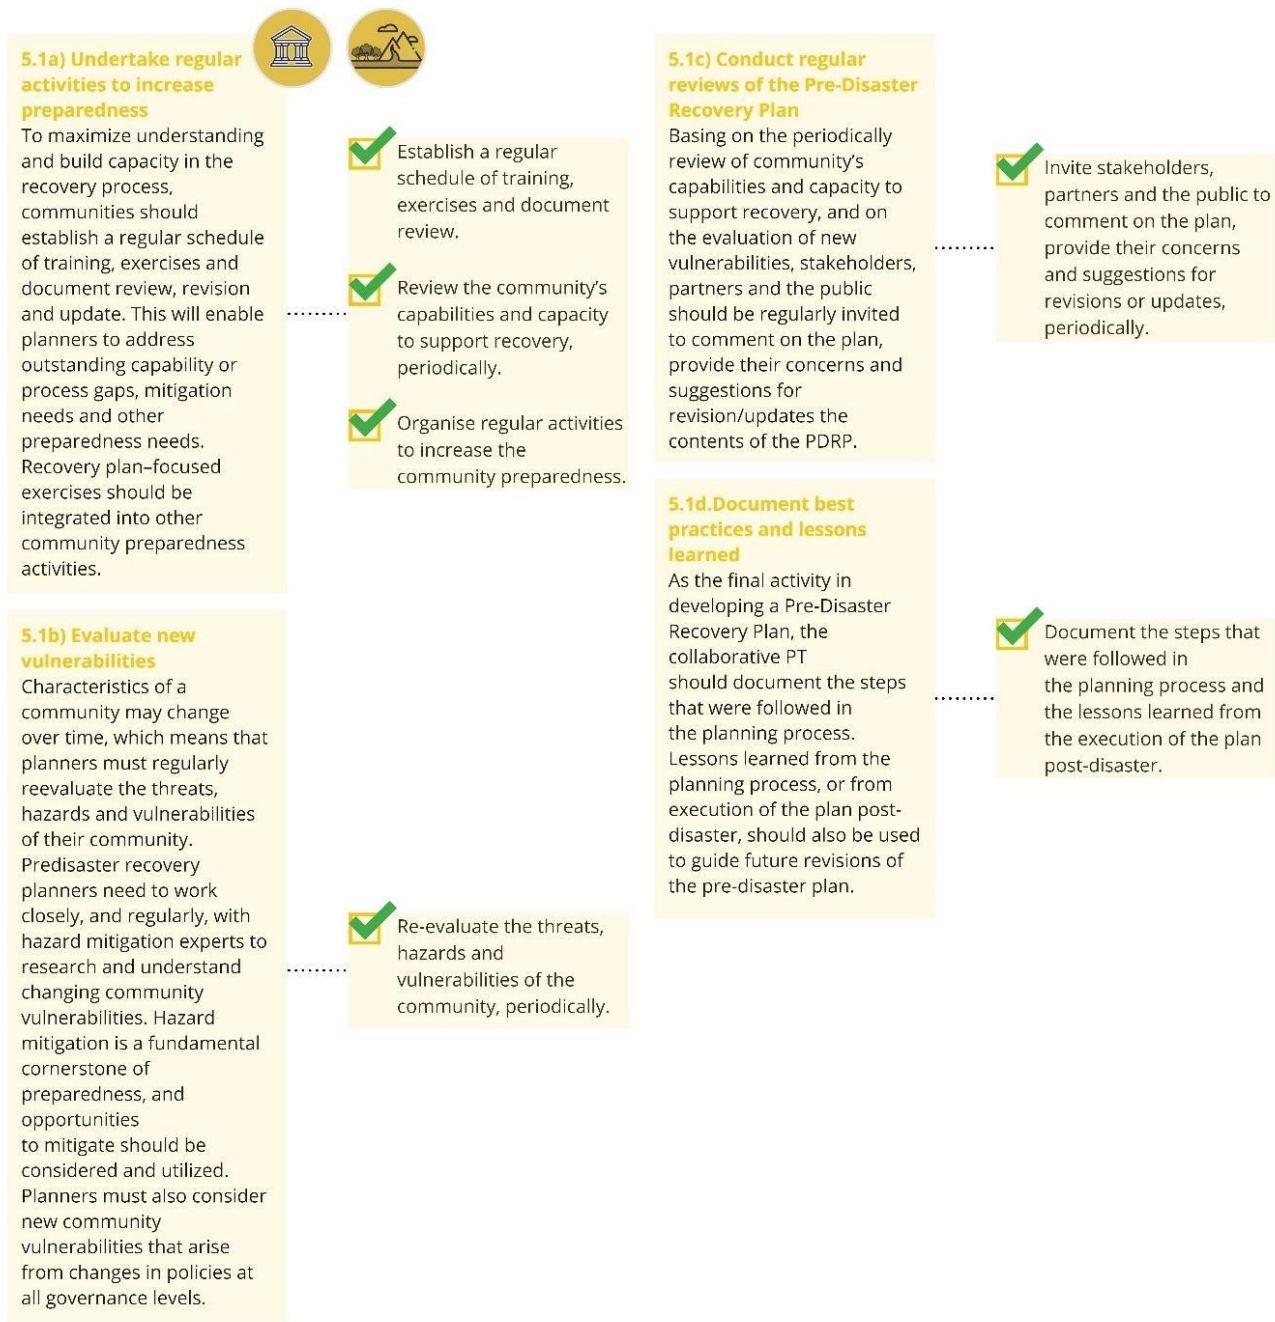 5.1a) Undertake regular
activities to increase
preparedness
To maximize understanding
and build capacity in the
recovery process,
communities should
establish a regular schedule
of training, exercises and
document review, revision
and update. This will enable
planners to address
outstanding capability or
process gaps, mitigation
needs and other
preparedness needs.
Recovery plan–focused
exercises should be
integrated into other
community preparedness
activities.
Establish a regular
schedule of training,
exercises and document
review.
Review the community’s
capabilities and capacity
to support recovery,
periodically.
Organise regular activities
to increase the
community preparedness.
5.1b) Evaluate new
vulnerabilities
Characteristics of a
community may change
over time, which means that
planners must regularly
reevaluate the threats,
hazards and vulnerabilities
of their community.
Predisaster recovery
planners need to work
closely, and regularly, with
hazard mitigation experts to
research and understand
changing community
vulnerabilities. Hazard
mitigation is a fundamental
cornerstone of
preparedness, and
opportunities
to mitigate should be
considered and utilized.
Planners must also consider
new community
vulnerabilities that arise
from changes in policies at
all governance levels.
Re-evaluate the threats,
hazards and
vulnerabilities of the
community, periodically.
5.1c) Conduct regular
reviews of the Pre-Disaster
Recovery Plan
Basing on the periodically
review of community’s
capabilities and capacity to
support recovery, and on
the evaluation of new
vulnerabilities, stakeholders,
partners and the public
should be regularly invited
to comment on the plan,
provide their concerns and
suggestions for
revision/updates the
contents of the PDRP.
Invite stakeholders,
partners and the public to
comment on the plan,
provide their concerns
and suggestions for
revisions or updates,
periodically.
5.1d.Document best
practices and lessons
learned
As the final activity in
developing a Pre-Disaster
Recovery Plan, the
collaborative PT
should document the steps
that were followed in
the planning process.
Lessons learned from the
planning process, or from
execution of the plan post-
disaster, should also be used
to guide future revisions of
the pre-disaster plan.
Document the steps that
were followed in
the planning process and
the lessons learned from
the execution of the plan
post-disaster.